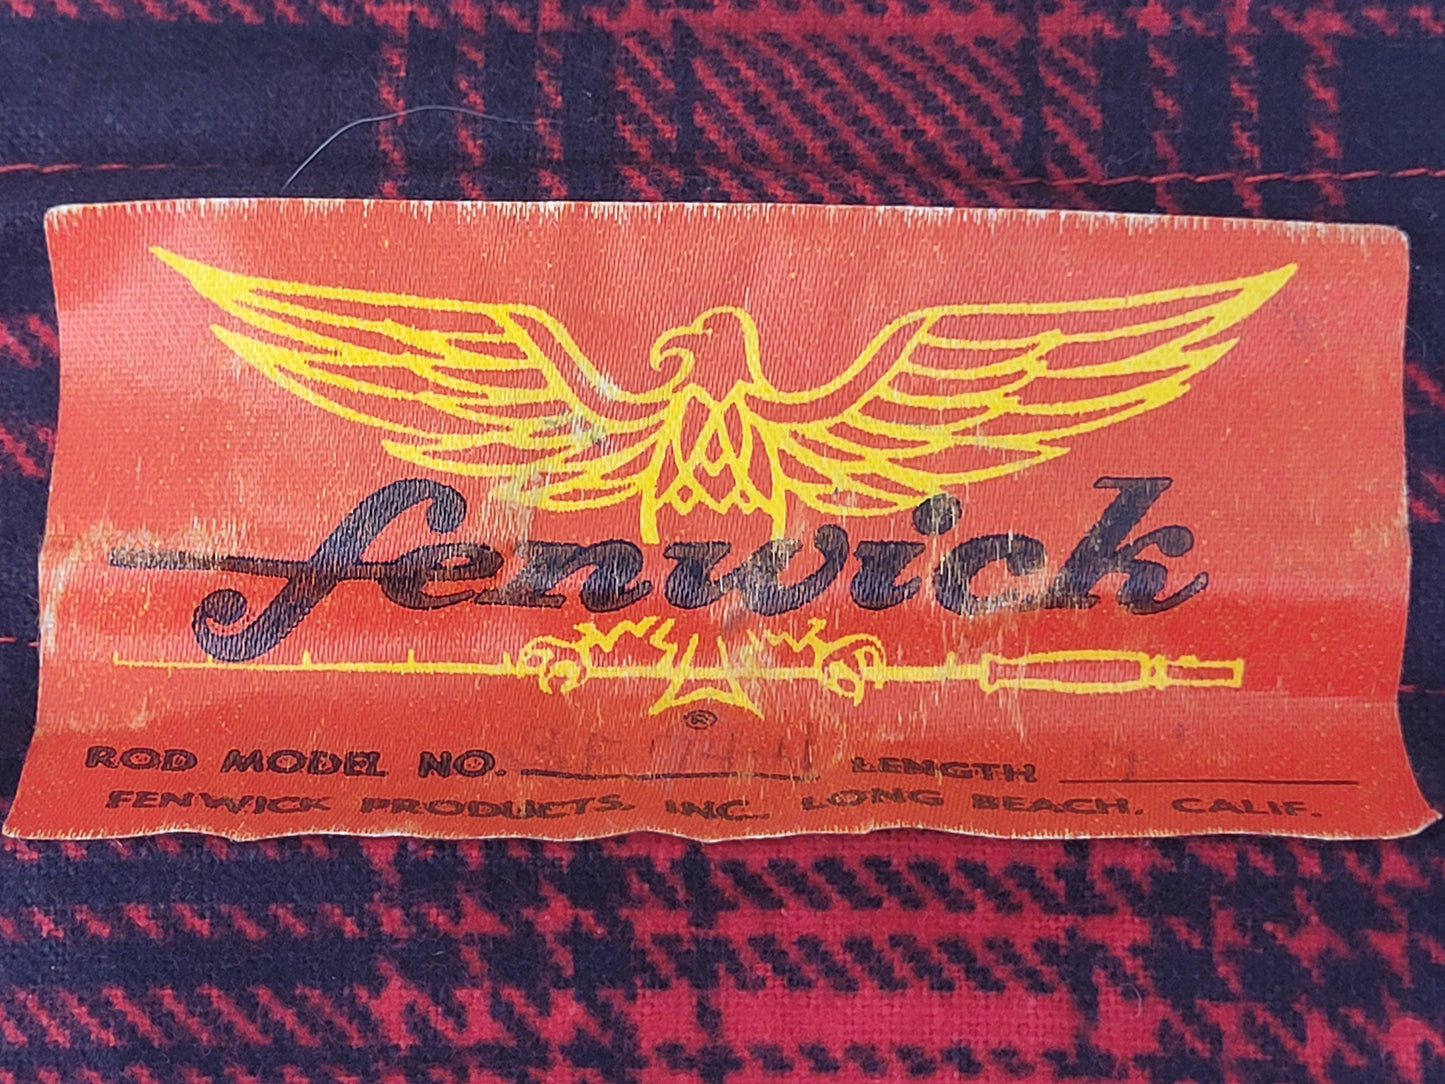 fenwick
®
ROD MODEL NO. LENGTH
FENWICK PRODUCTS, INC. LONG BEACH, CALIF.